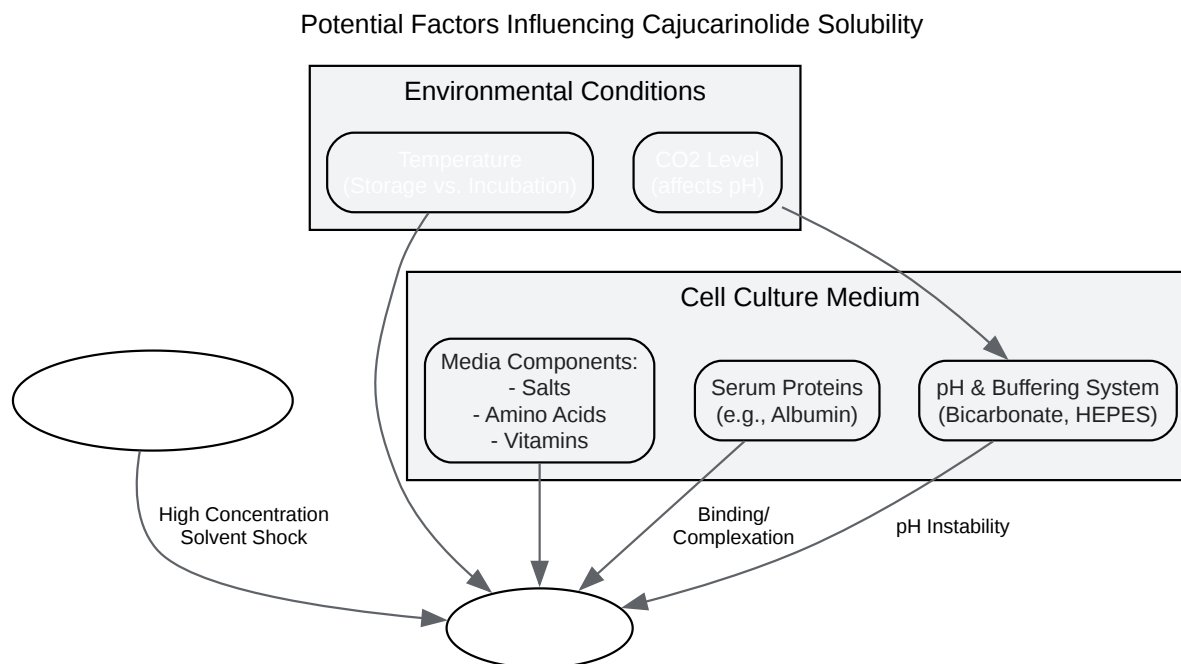 Potential Factors Influencing Cajucarinolide Solubility
Environmental Conditions
Temperature
(Storage vs. Incubation)
CO2 Level
(affects pH)
Cell Culture Medium
Media Components:
- Salts
- Amino Acids
- Vitamins
Serum Proteins
(e.g., Albumin)
pH & Buffering System
(Bicarbonate, HEPES)
High Concentration
Solvent Shock
Binding/
Complexation
pH Instability